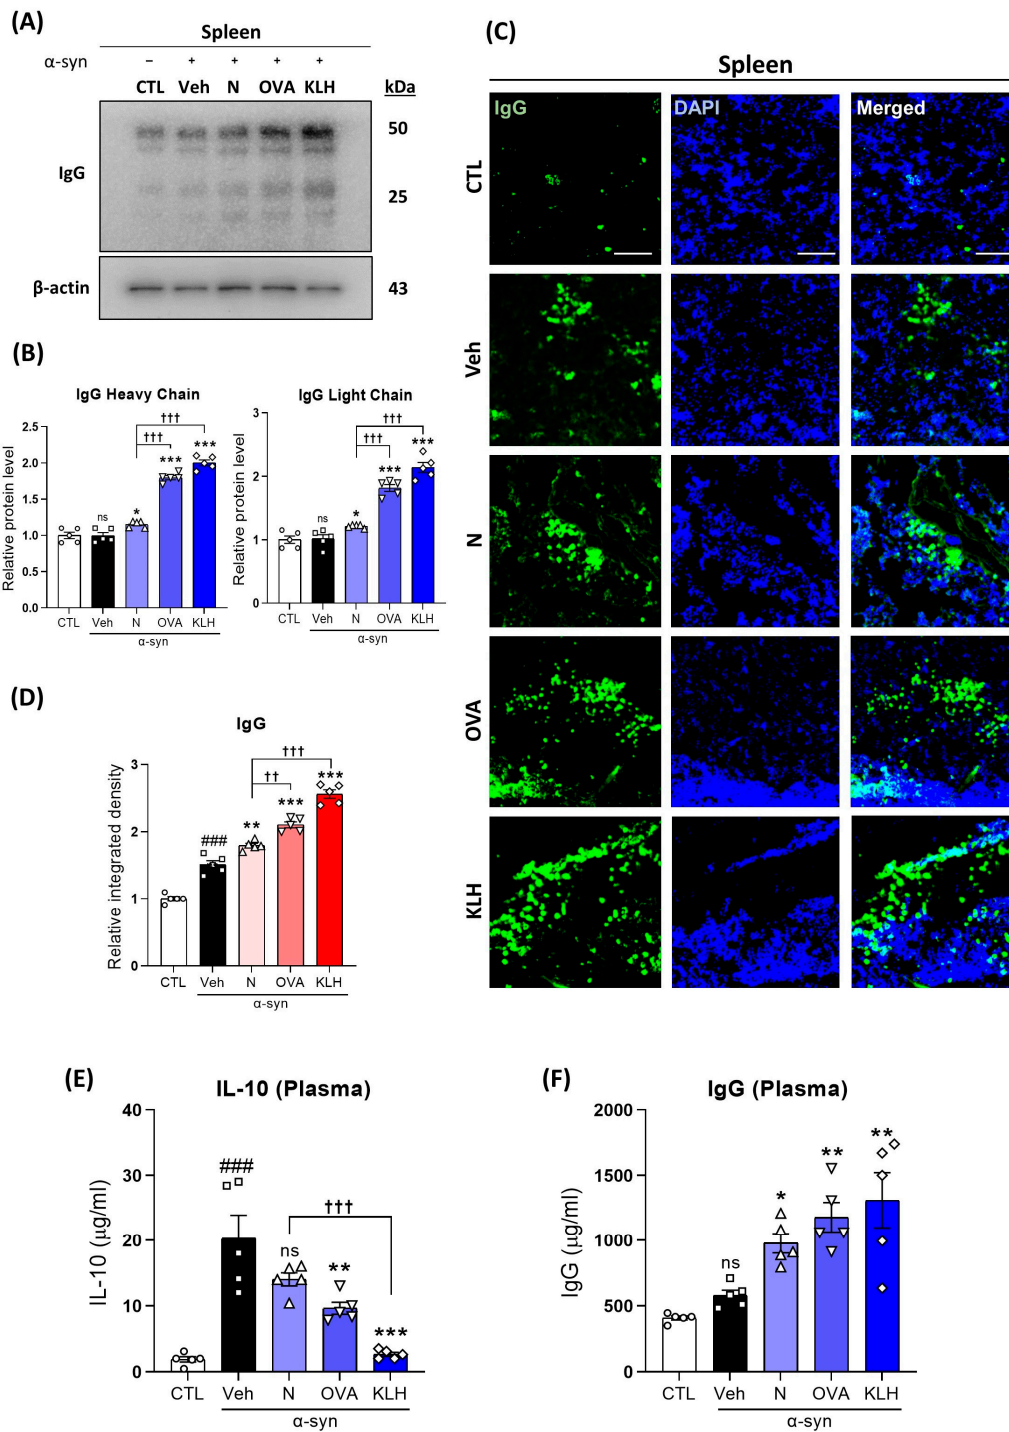 (A)
Spleen
α-syn – + + + +
CTL Veh N OVA KLH kDa
IgG
50
25
β-actin 43
(B)
IgG Heavy Chain
Relative protein level
2.5
2.0
1.5
1.0
0.5
0.0
ns
*
***
***
†††
†††
CTL Veh N OVA KLH
α-syn
IgG Light Chain
Relative protein level
3
2
1
0
ns
*
***
***
†††
†††
CTL Veh N OVA KLH
α-syn
(C)
Spleen
IgG DAPI Merged
CTL
Veh
N
OVA
KLH
(D)
IgG
Relative integrated density
3
2
1
0
###
**
***
***
††
†††
CTL Veh N OVA KLH
α-syn
(E)
IL-10 (Plasma)
IL-10 (μg/ml)
40
30
20
10
0
###
ns
**
***
†††
CTL Veh N OVA KLH
α-syn
(F)
IgG (Plasma)
IgG (μg/ml)
2000
1500
1000
500
0
ns
*
**
**
CTL Veh N OVA KLH
α-syn